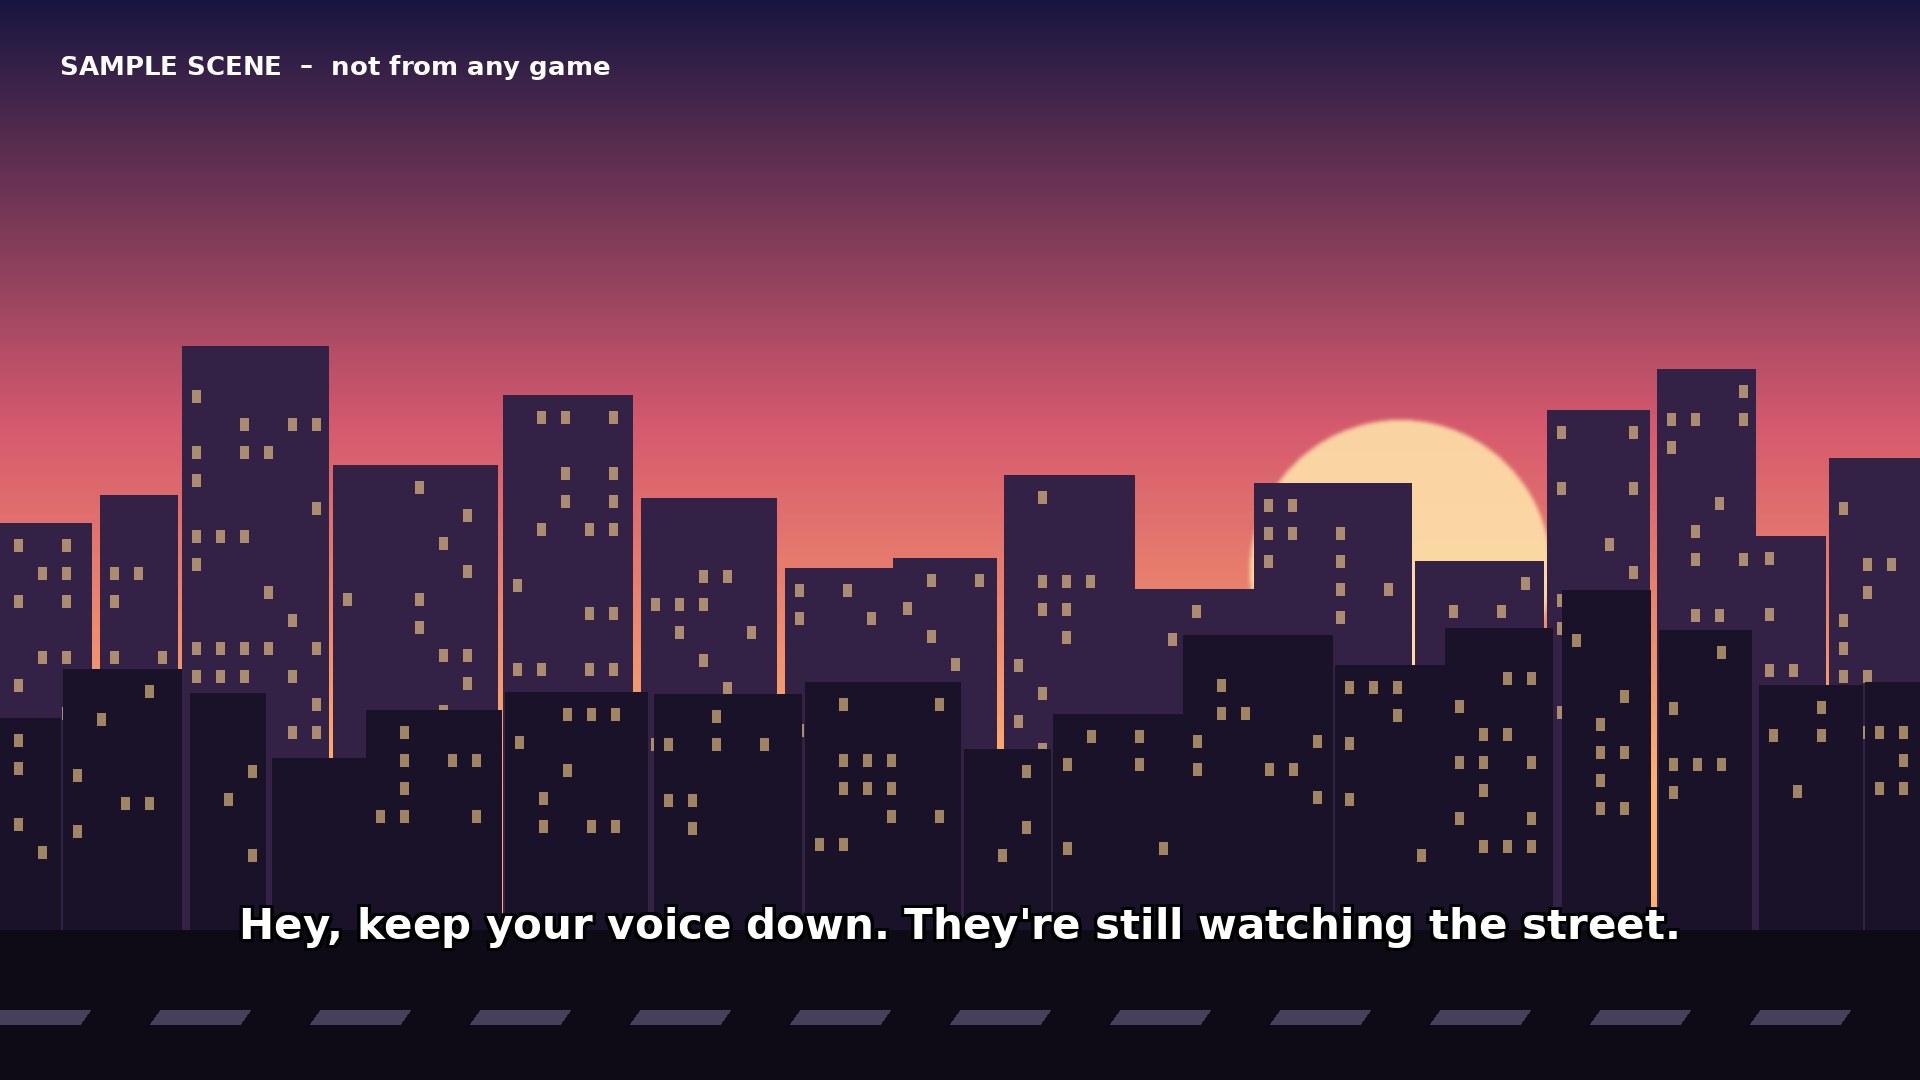 SAMPLE SCENE – not from any game
Hey, keep your voice down. They're still watching the street.